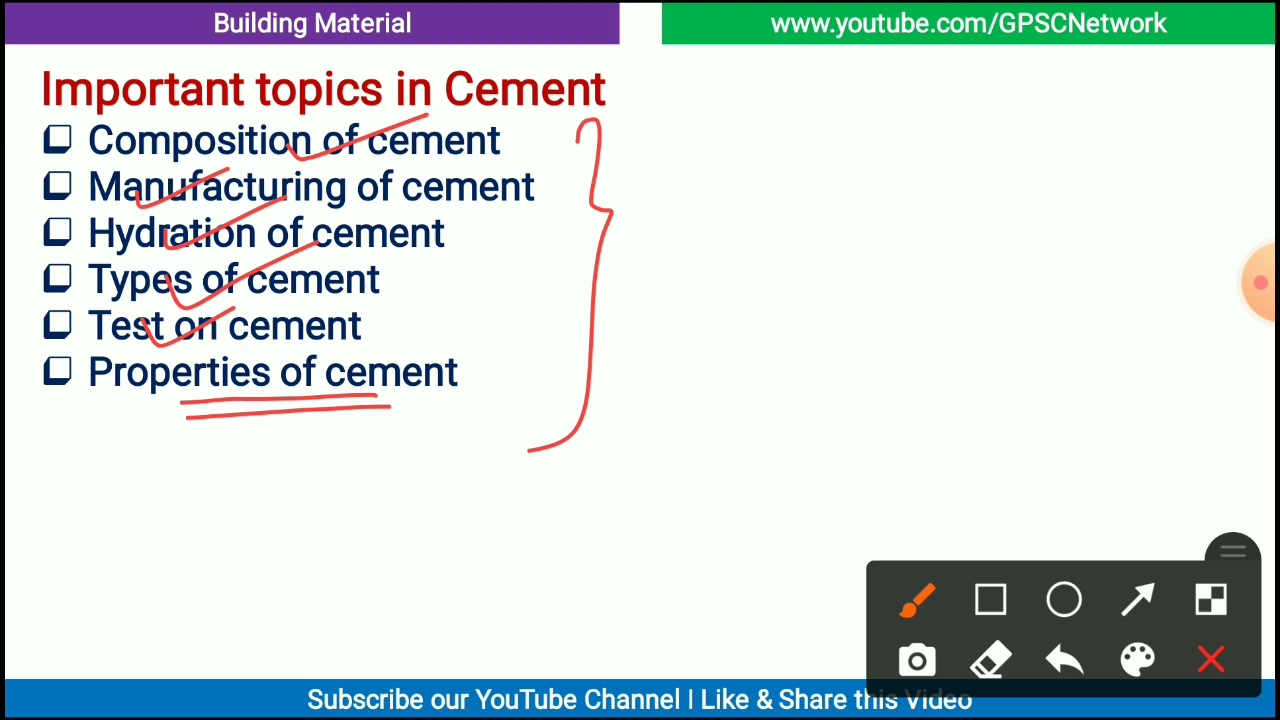 Building Material
www.youtube.com/GPSCNetwork
Important topics in Cement
Composition of cement
Manufacturing of cement
Hydration of cement
Types of cement
Test on cement
Properties of cement
Subscribe our YouTube Channel I Like & Share this Video